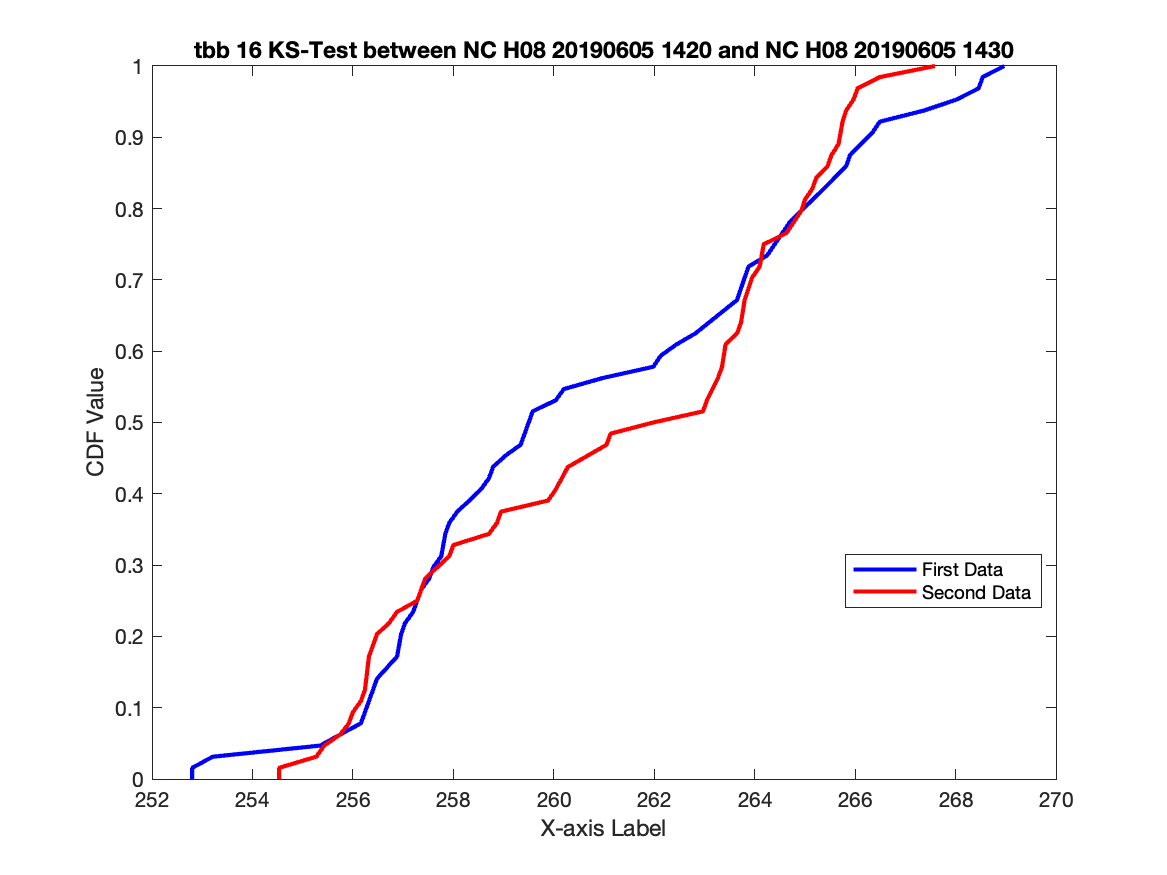 tbb 16 KS-Test between NC H08 20190605 1420 and NC H08 20190605 1430
1
0.9
0.8
0.7
0.6
0.5
0.4
0.3
0.2
0.1
0
CDF Value
First Data
Second Data
252 254 256 258 260 262 264 266 268 270
X-axis Label